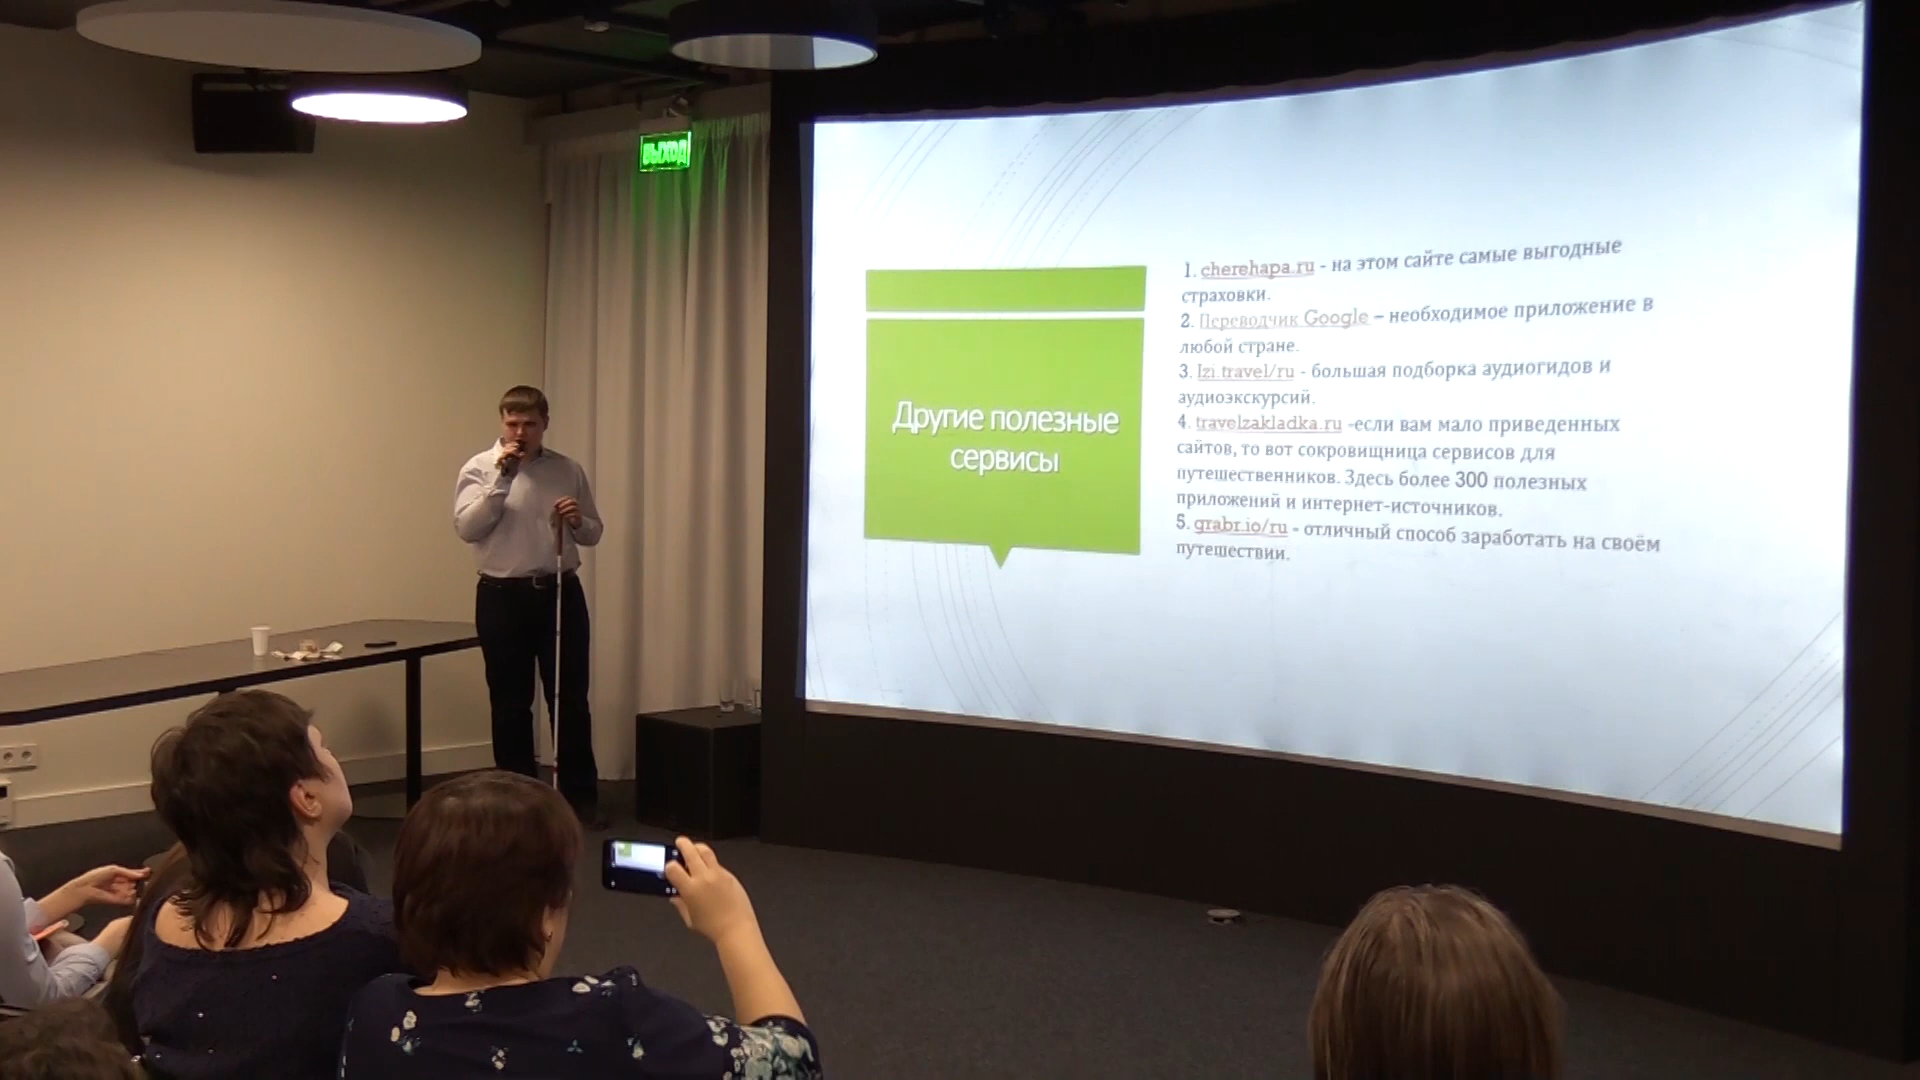 ВЫХОД
Другие полезные
сервисы
1. cherehapa.ru - на этом сайте самые выгодные
страховки.
2. Переводчик Google – необходимое приложение в
любой стране.
3. Izi.travel/ru - большая подборка аудиогидов и
аудиоэкскурсий.
4. travelzakladka.ru -если вам мало приведенных
сайтов, то вот сокровищница сервисов для
путешественников. Здесь более 300 полезных
приложений и интернет-источников.
5. grabr.io/ru - отличный способ заработать на своём
путешествии.